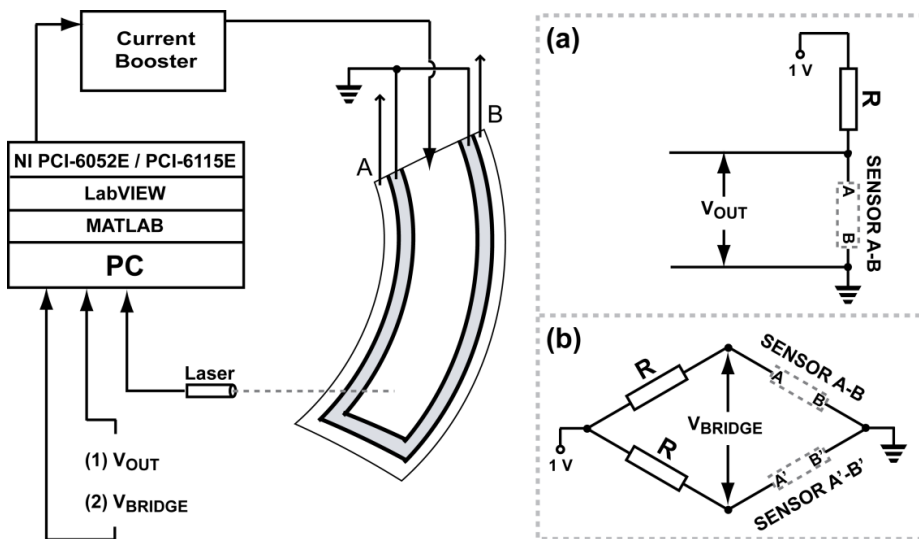 Current
Booster
NI PCI-6052E / PCI-6115E
LabVIEW
MATLAB
PC
A
B
Laser
(1) VOUT
(2) VBRIDGE
(a)
1 V
R
VOUT
A
B
SENSOR A-B
(b)
R
SENSOR A-B
A
B
VBRIDGE
1 V
R
A'
B'
SENSOR A'-B'